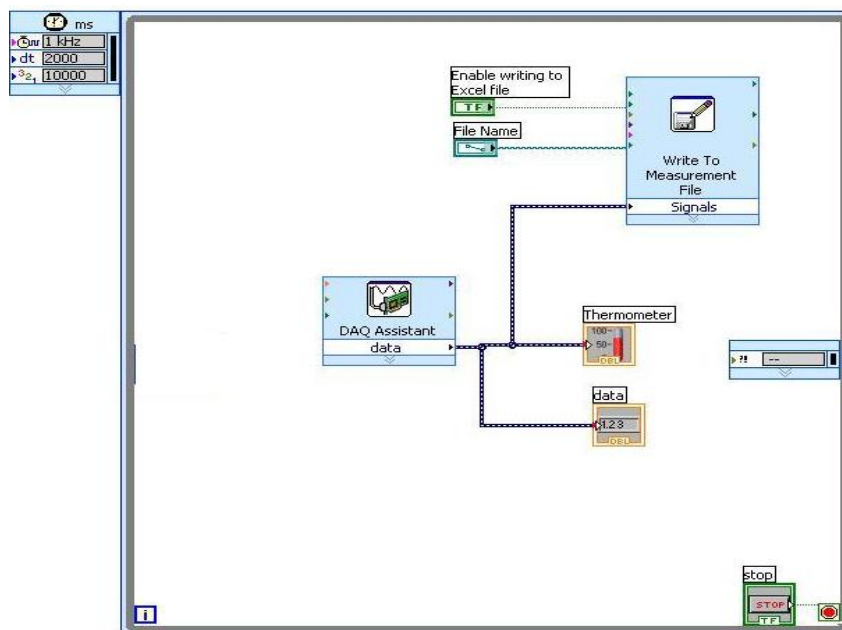 ms
1 kHz
dt 2000
321 10000
Enable writing to
Excel file
TF
File Name
Write To
Measurement
File
Signals
DAQ Assistant
data
Thermometer
100-
50-
DBL
?! --
data
1.23
DBL
stop
STOP
TF
i